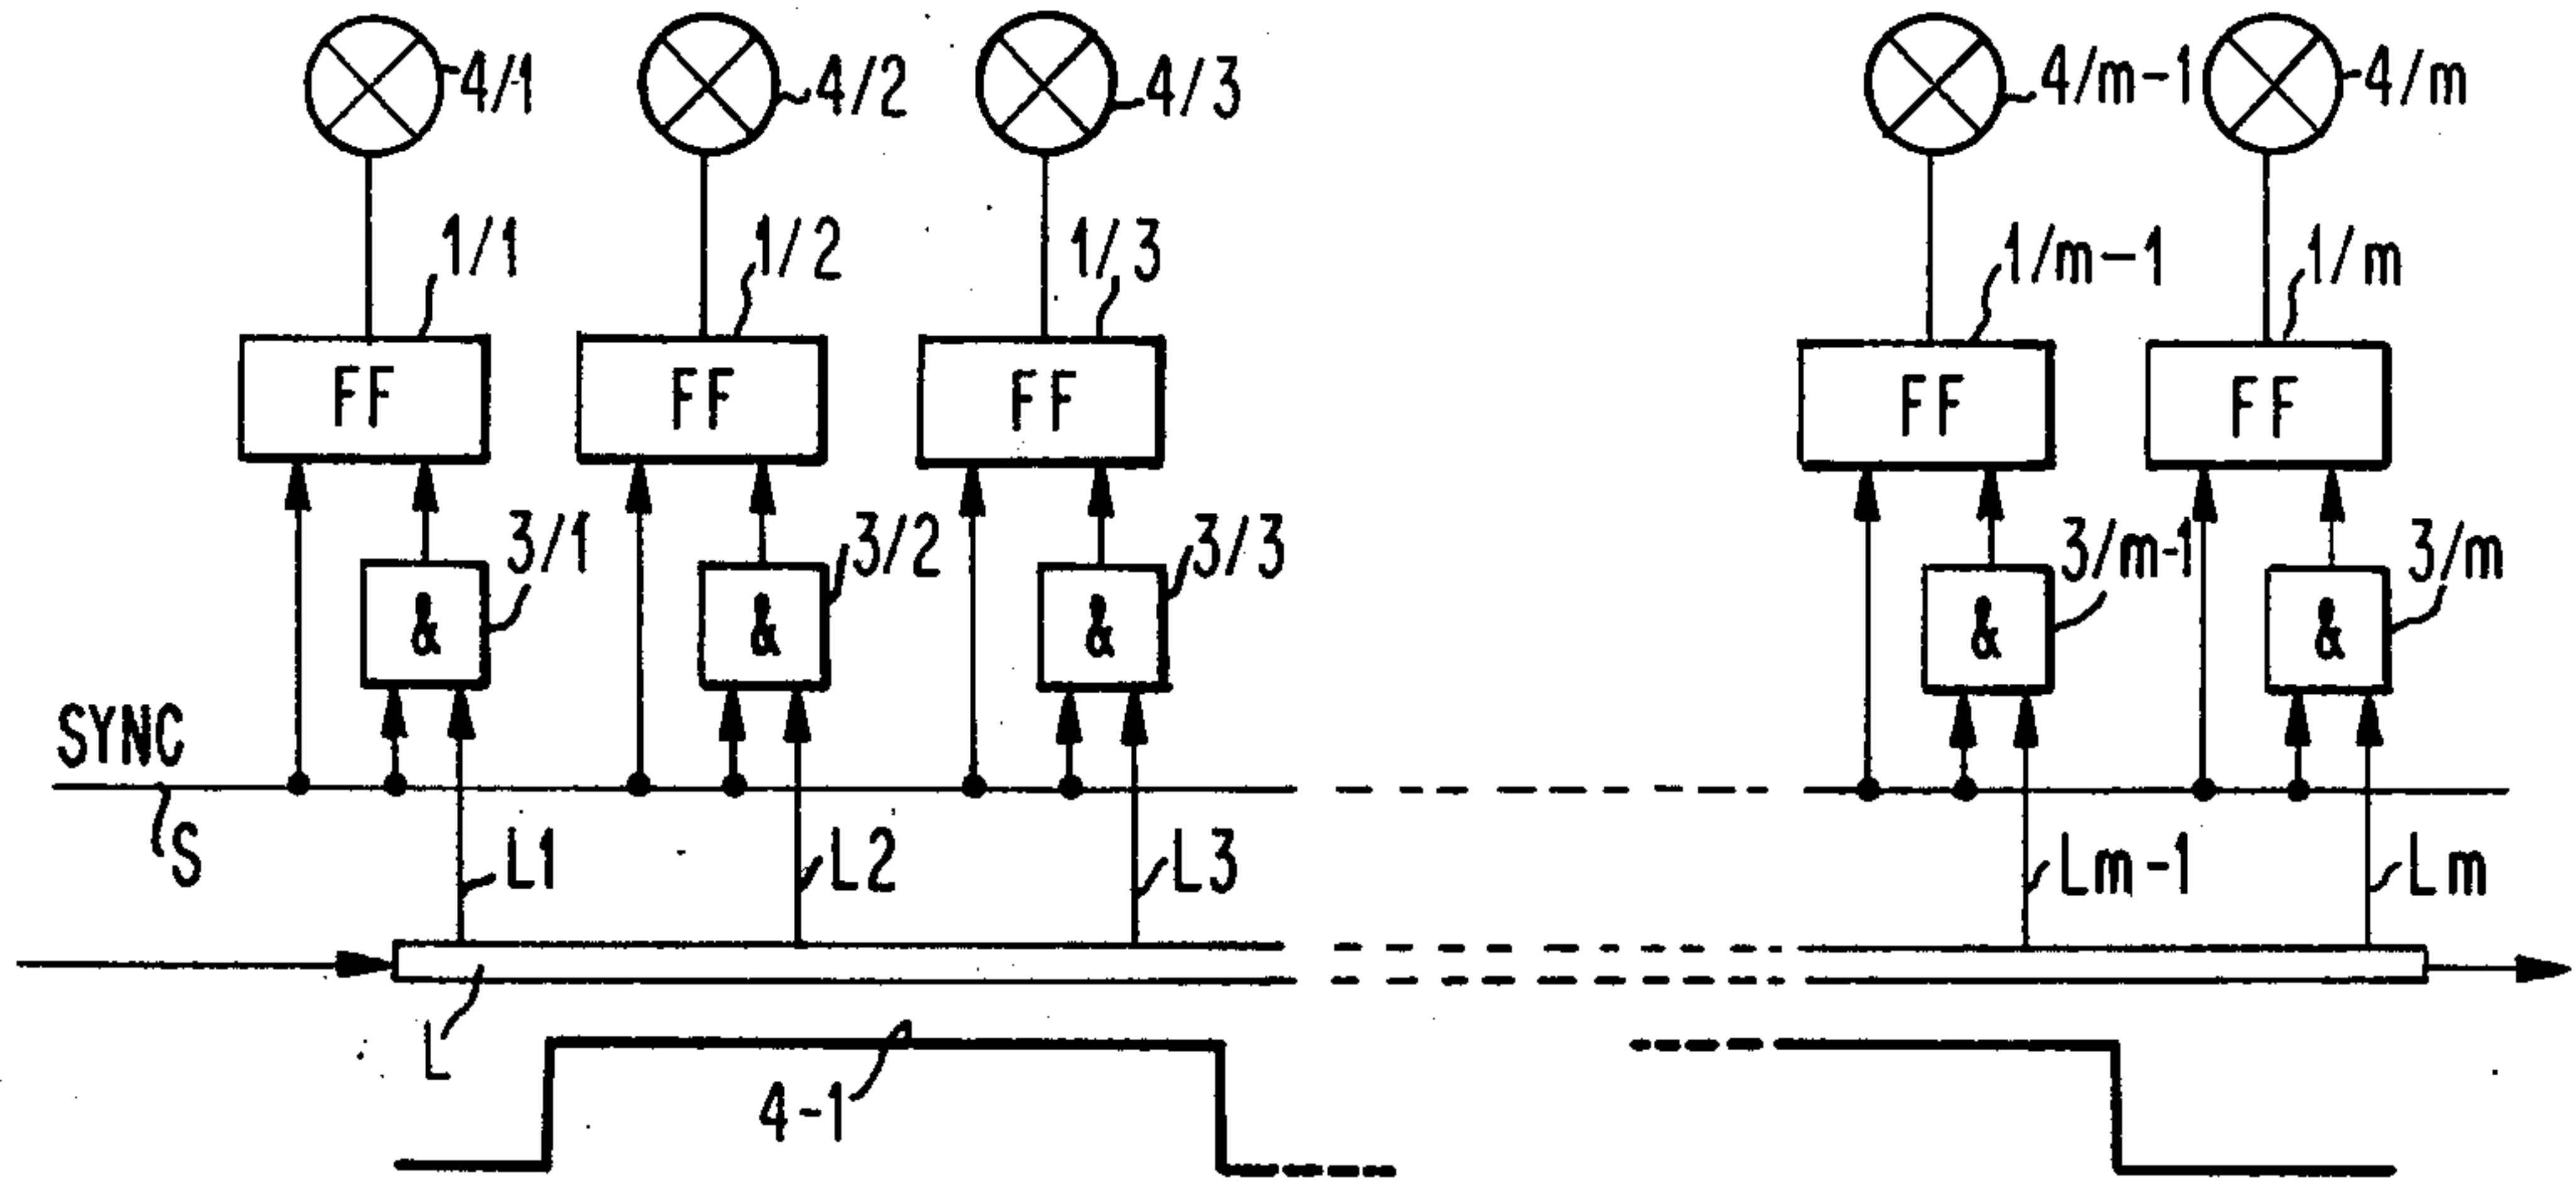 4/1 4/2 4/3 4/m-1 4/m
1/1 1/2 1/3 1/m-1 1/m
FF FF FF FF FF
3/1 3/2 3/3 3/m-1 3/m
& & & & &
SYNC
S L1 L2 L3 Lm-1 Lm
L
4-1